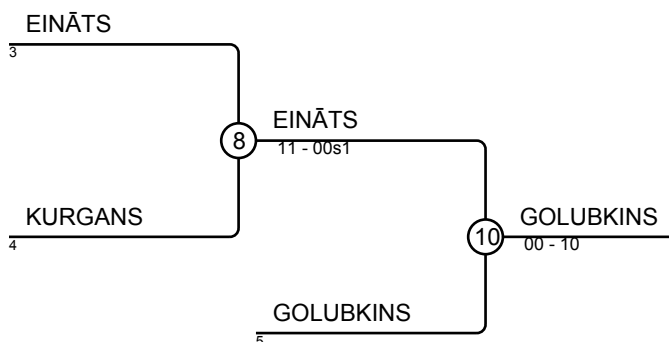 EINĀTS
3
8
EINĀTS
11 - 00s1
KURGANS
4
10
GOLUBKINS
00 - 10
GOLUBKINS
5